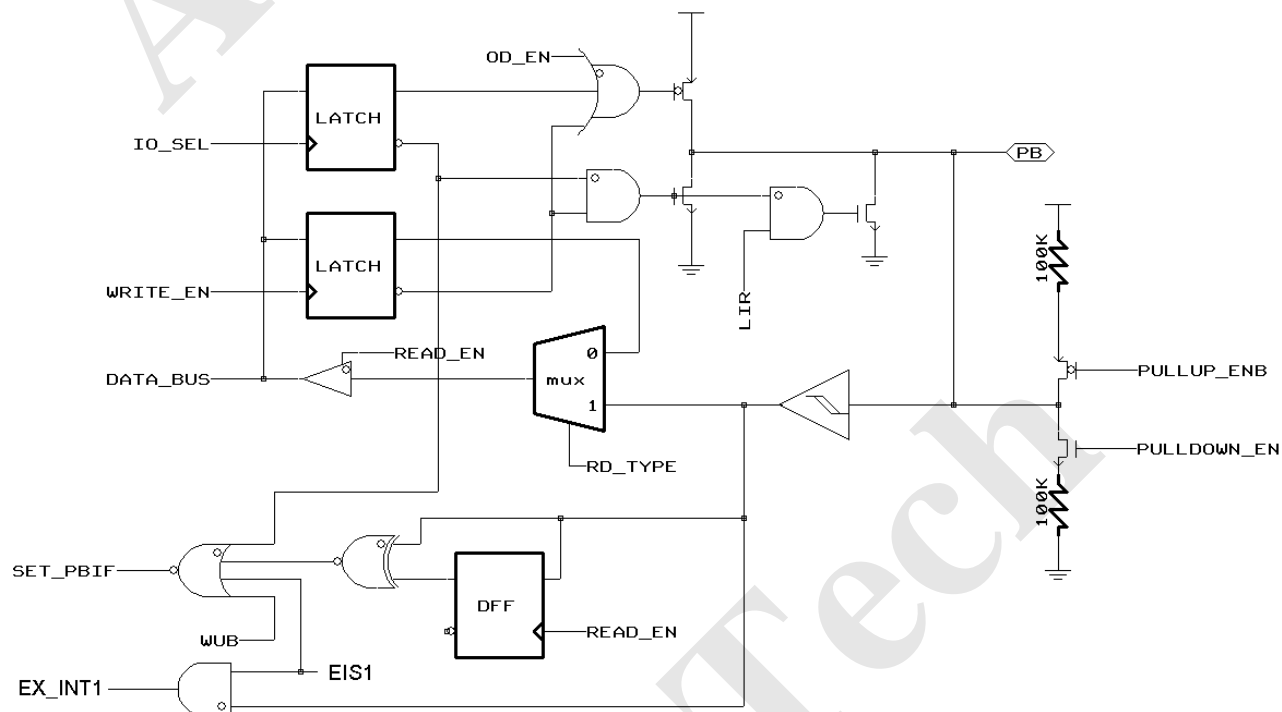 OD_EN
LATCH
IO_SEL
PB
LATCH
WRITE_EN
LIR
100K
READ_EN
0
DATA_BUS
mux
PULLUP_ENB
1
PULLDOWN_EN
RD_TYPE
100K
SET_PBIF
DFF
WUB
READ_EN
EIS1
EX_INT1
Tech